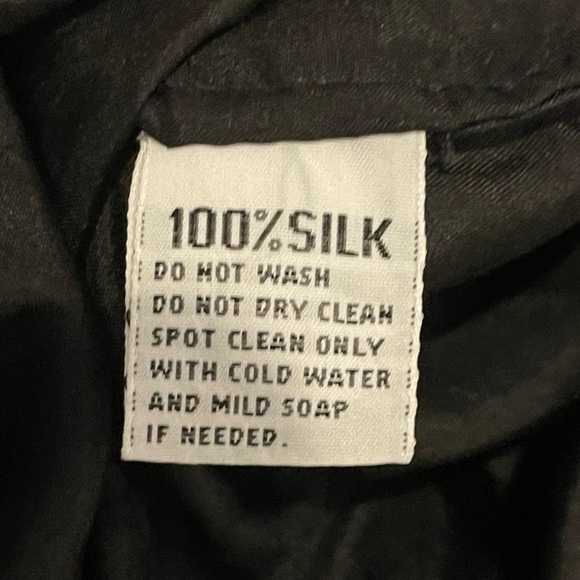 100% SILK
DO NOT WASH
DO NOT DRY CLEAN
SPOT CLEAN ONLY
WITH COLD WATER
AND MILD SOAP
IF NEEDED.